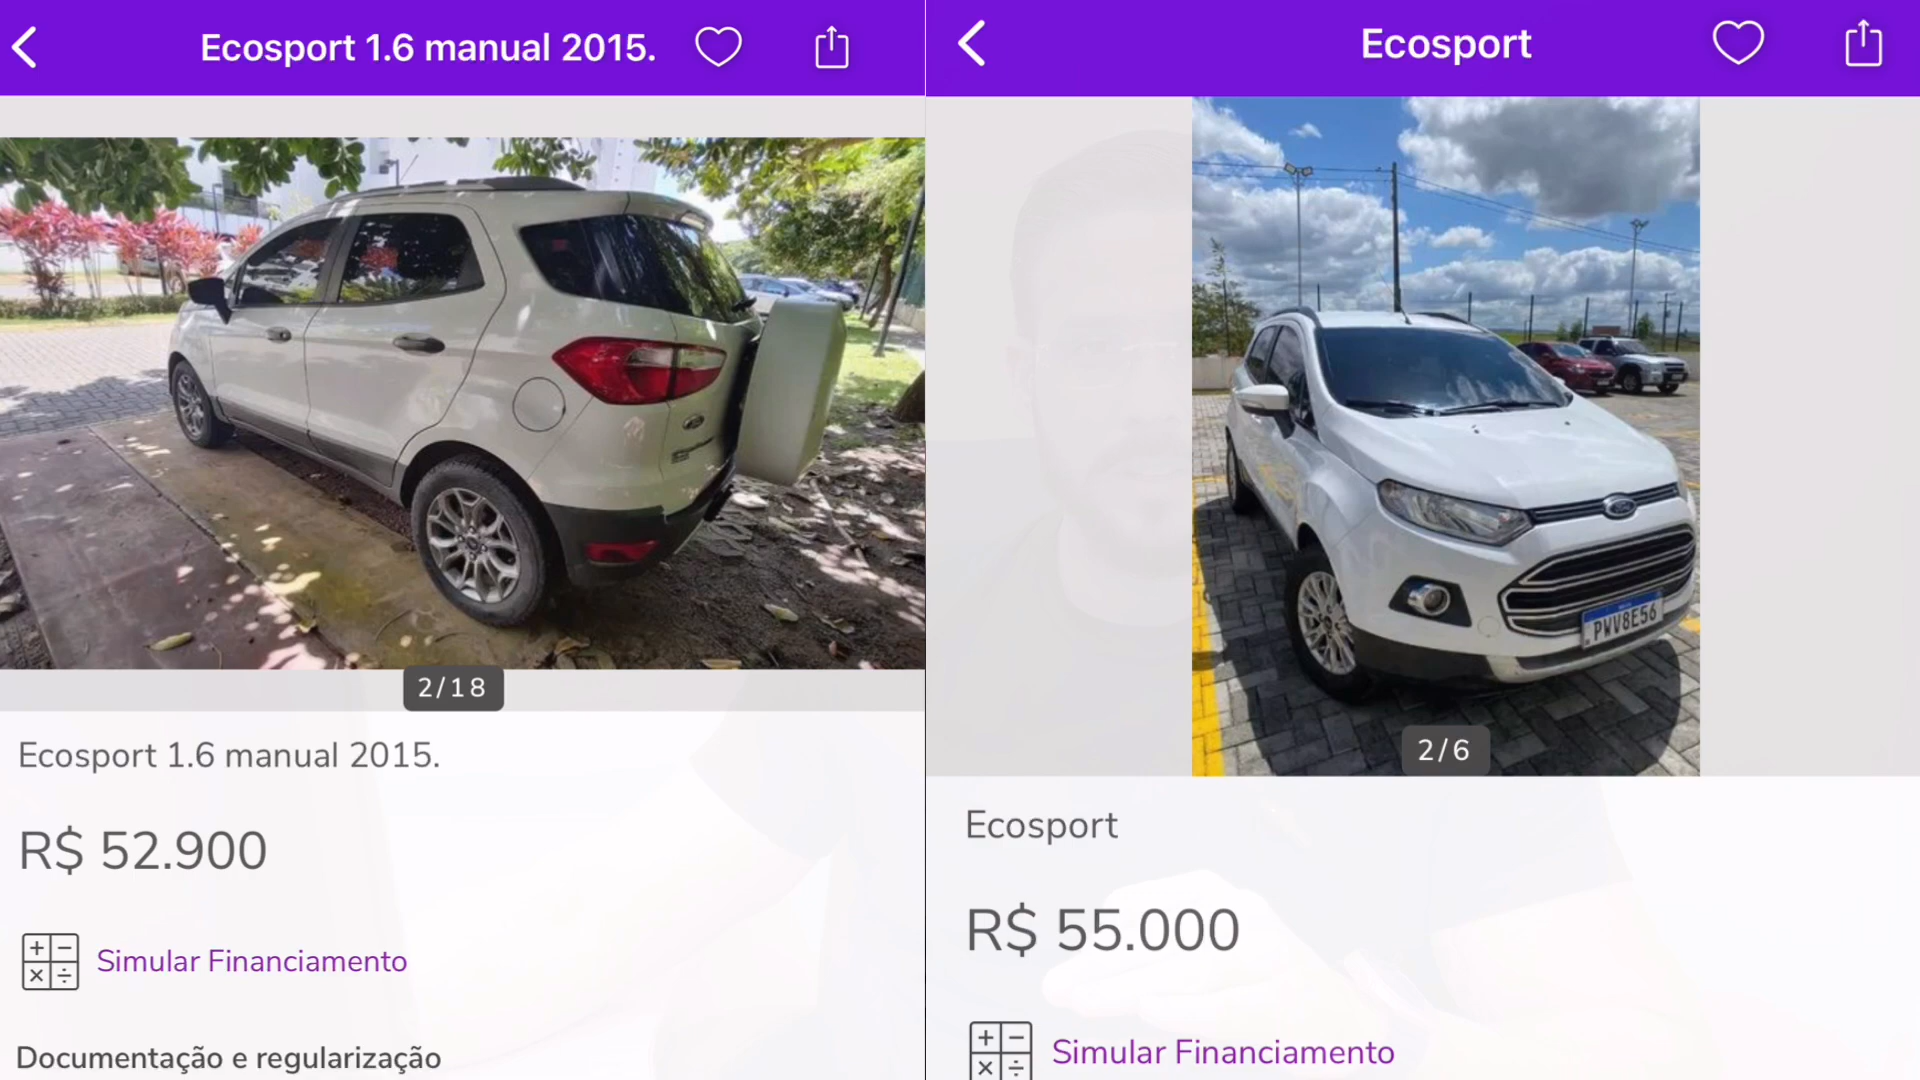 Ecosport 1.6 manual 2015.
2/18
Ecosport 1.6 manual 2015.
R$ 52.900
Simular Financiamento
Documentação e regularização
Ecosport
PWV8E56
2/6
Ecosport
R$ 55.000
Simular Financiamento